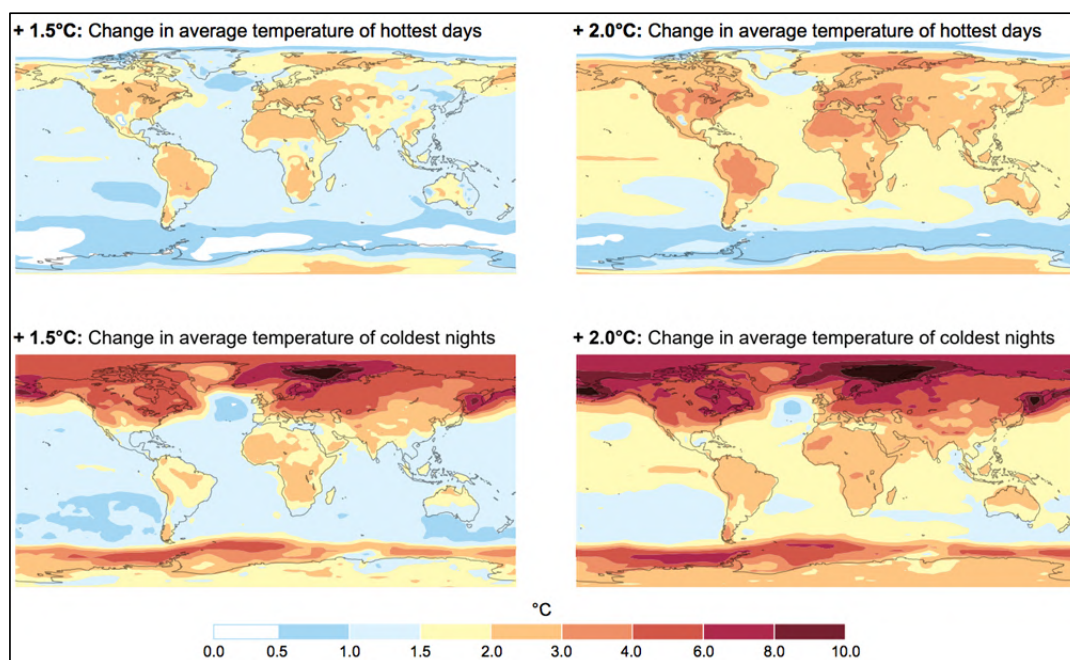 + 1.5°C: Change in average temperature of hottest days
+ 2.0°C: Change in average temperature of hottest days
+ 1.5°C: Change in average temperature of coldest nights
+ 2.0°C: Change in average temperature of coldest nights
°C
0.0 0.5 1.0 1.5 2.0 3.0 4.0 6.0 8.0 10.0